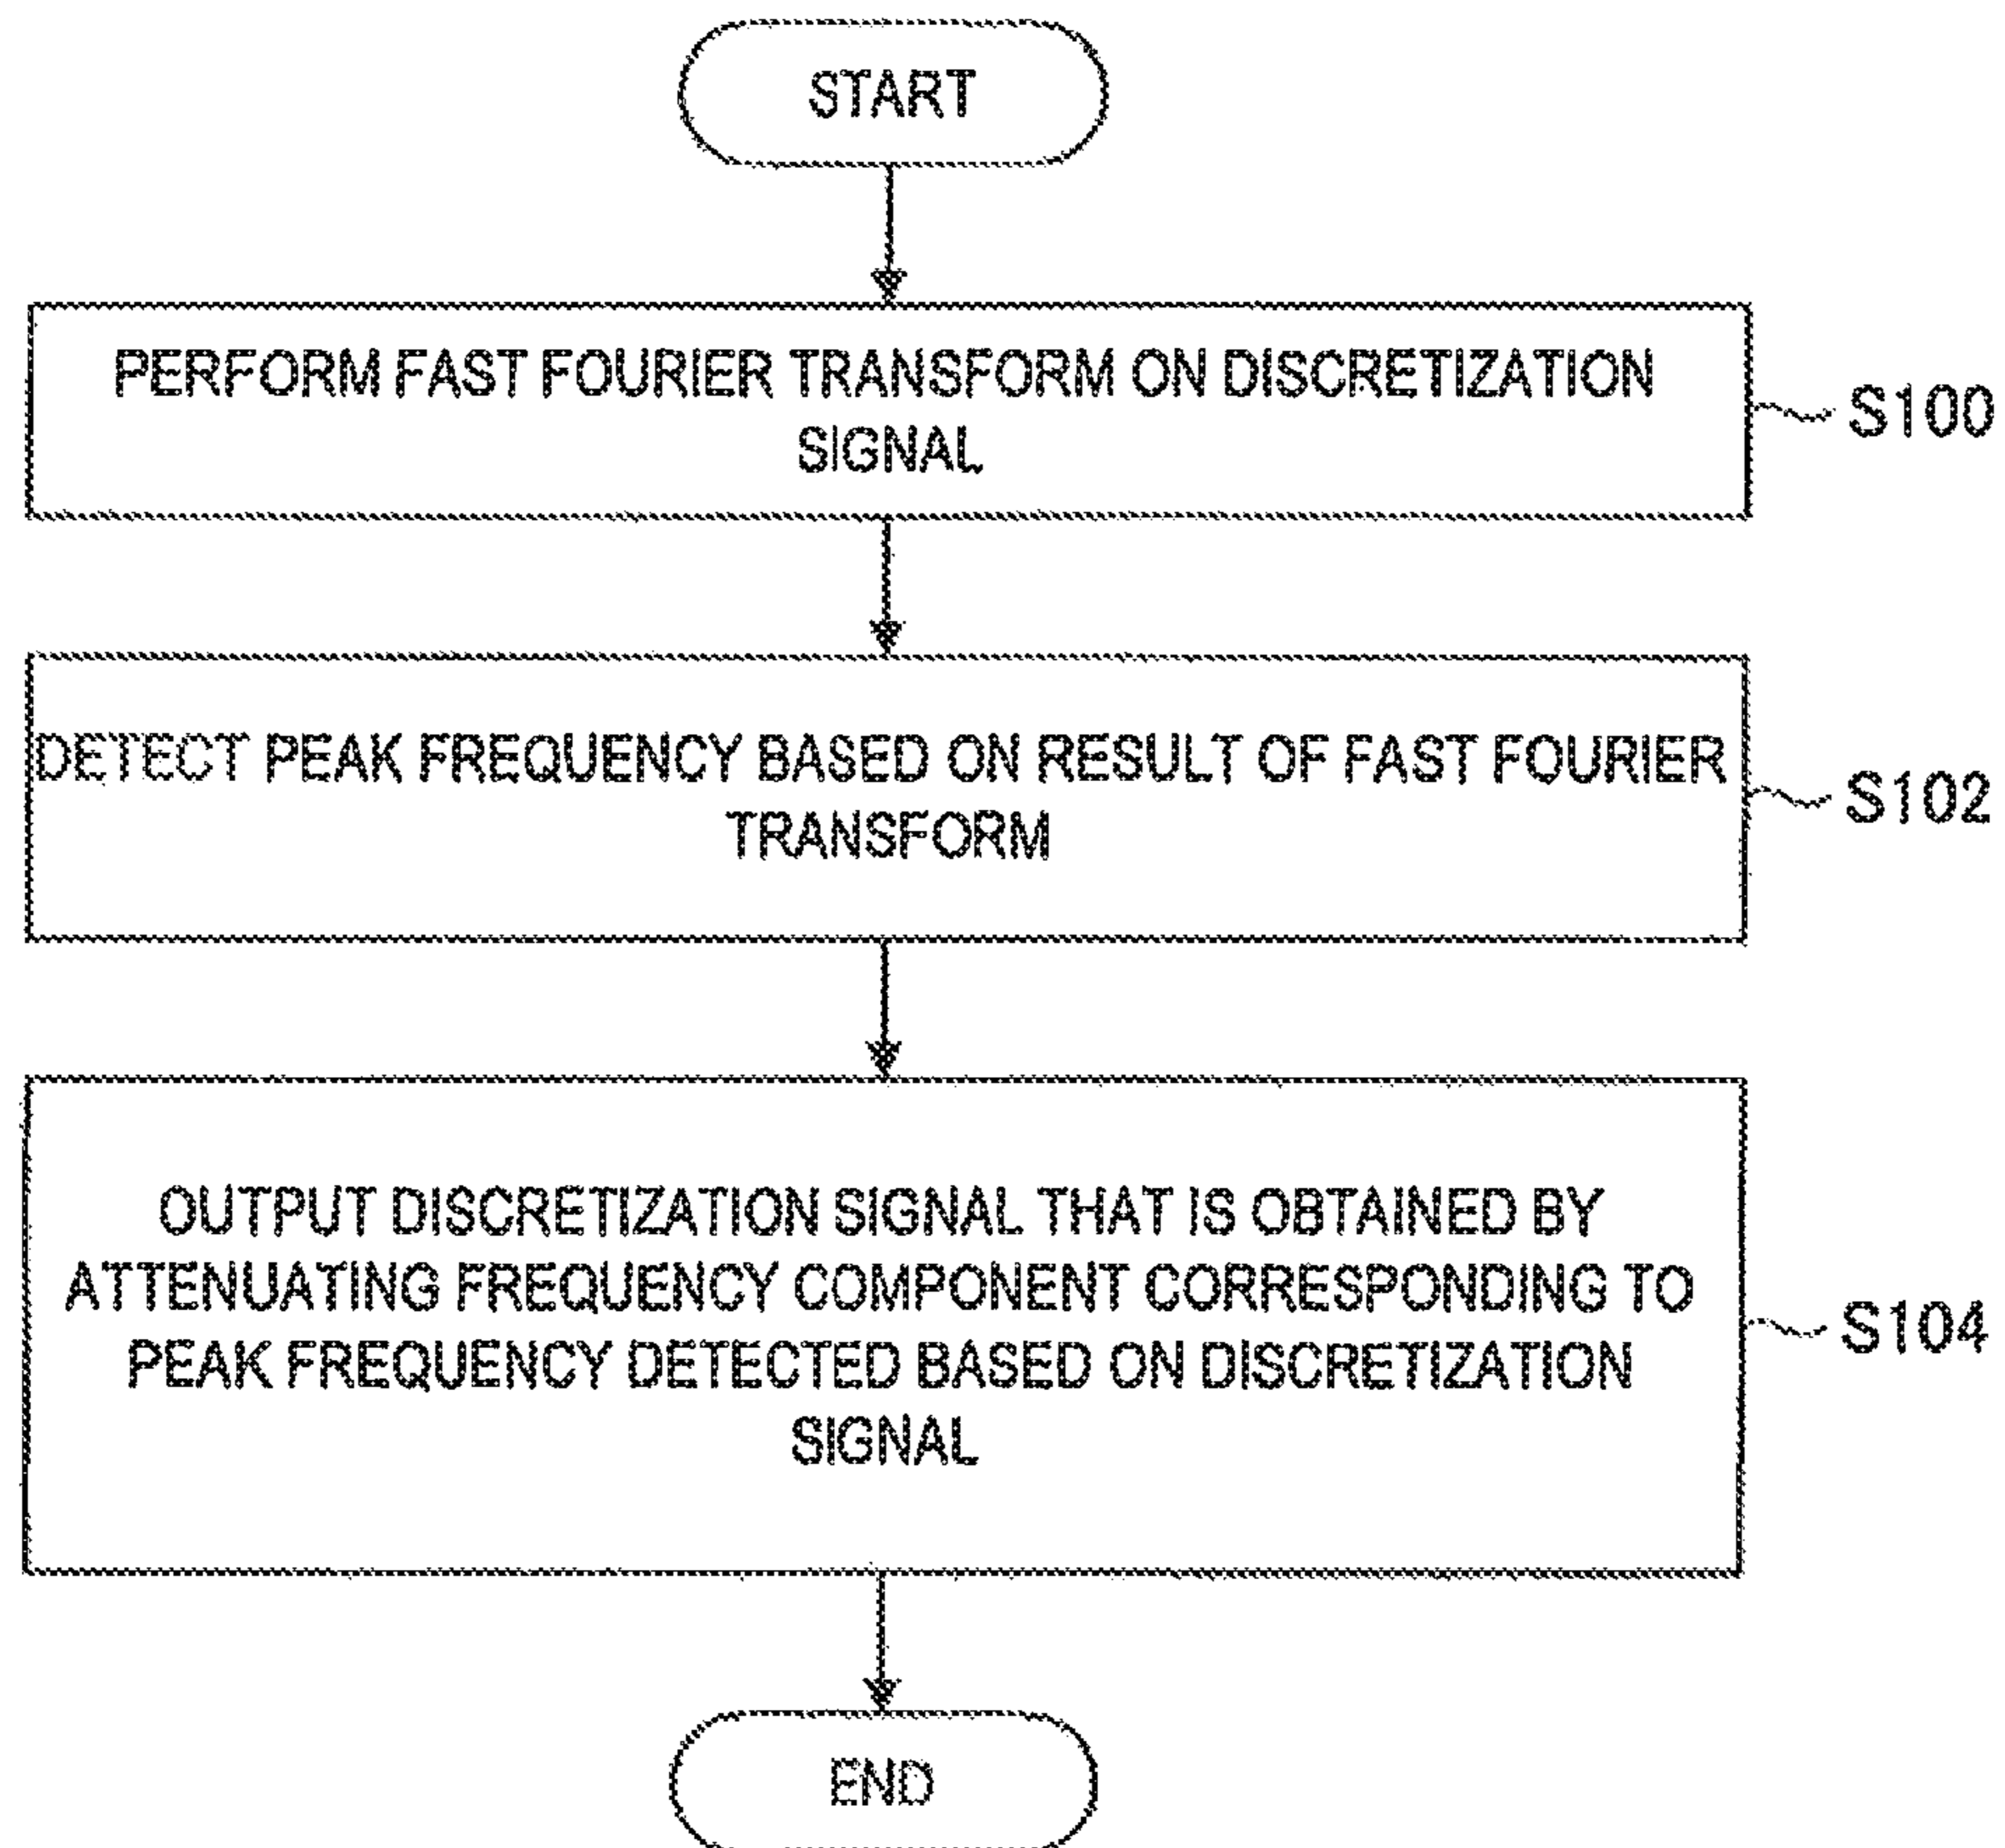 START
PERFORM FAST FOURIER TRANSFORM ON DISCRETIZATION
SIGNAL
S100
DETECT PEAK FREQUENCY BASED ON RESULT OF FAST FOURIER
TRANSFORM
S102
OUTPUT DISCRETIZATION SIGNAL THAT IS OBTAINED BY
ATTENUATING FREQUENCY COMPONENT CORRESPONDING TO
PEAK FREQUENCY DETECTED BASED ON DISCRETIZATION
SIGNAL
S104
END